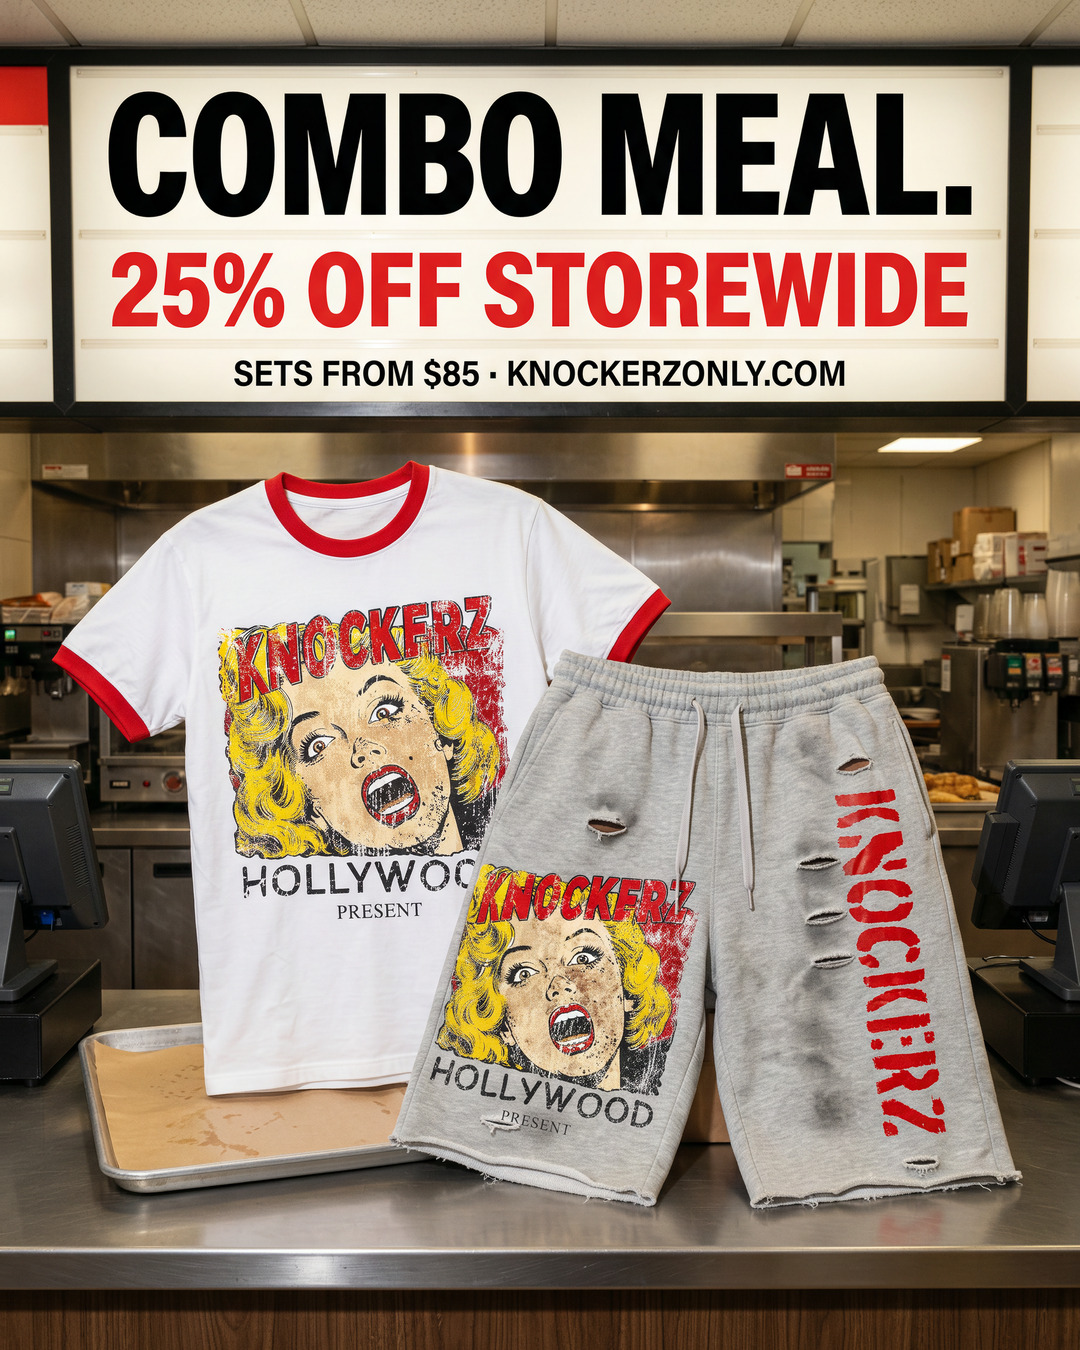 COMBO MEAL.
25% OFF STOREWIDE
SETS FROM $85 · KNOCKERZONLY.COM
KNOCKERZ
HOLLYWOO
PRESENT
KNOCKERZ
HOLLYWOOD
PRESENT
KNOCKERZ